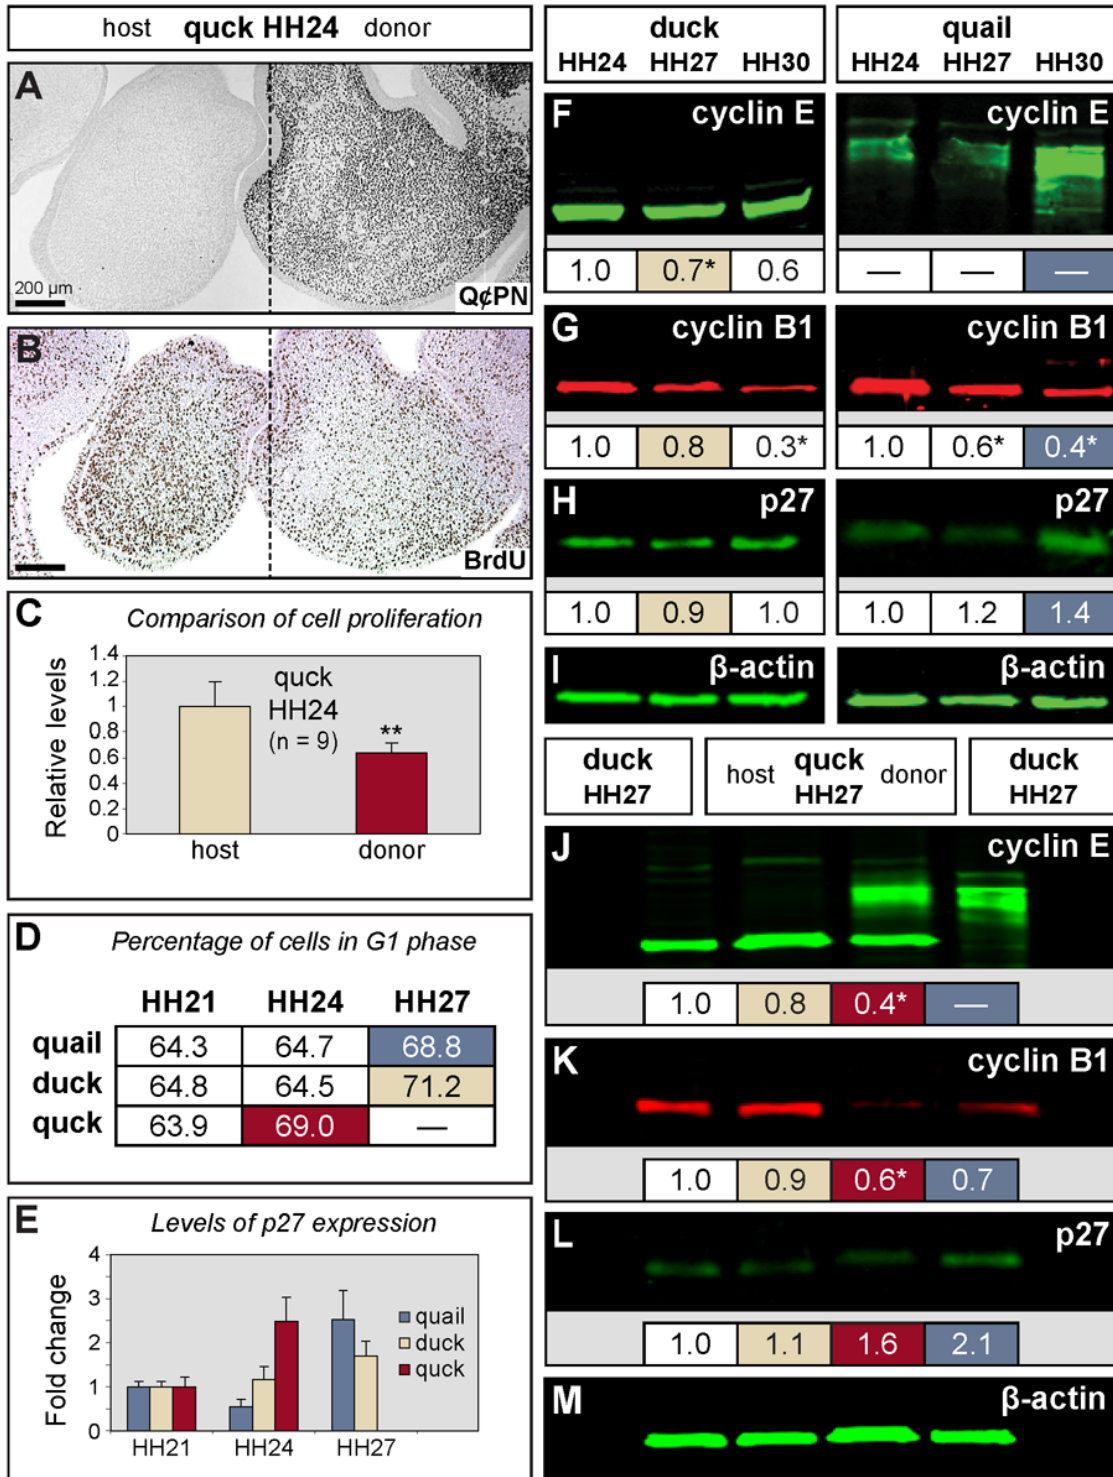 host quck HH24 donor
A
200 µm
Q¢PN
B
BrdU
C Comparison of cell proliferation
Relative levels
1.4
1.2
1
0.8
0.6
0.4
0.2
0
quck
HH24
(n = 9)
**
host donor
D Percentage of cells in G1 phase
HH21 HH24 HH27
quail 64.3 64.7 68.8
duck 64.8 64.5 71.2
quck 63.9 69.0 —
E Levels of p27 expression
Fold change
4
3
2
1
0
quail
duck
quck
HH21 HH24 HH27
duck
HH24 HH27 HH30
quail
HH24 HH27 HH30
F cyclin E cyclin E
1.0 0.7* 0.6 — — —
G cyclin B1 cyclin B1
1.0 0.8 0.3* 1.0 0.6* 0.4*
H p27 p27
1.0 0.9 1.0 1.0 1.2 1.4
I β-actin β-actin
duck
HH27
host quck donor
HH27
duck
HH27
J cyclin E
1.0 0.8 0.4* —
K cyclin B1
1.0 0.9 0.6* 0.7
L p27
1.0 1.1 1.6 2.1
M β-actin